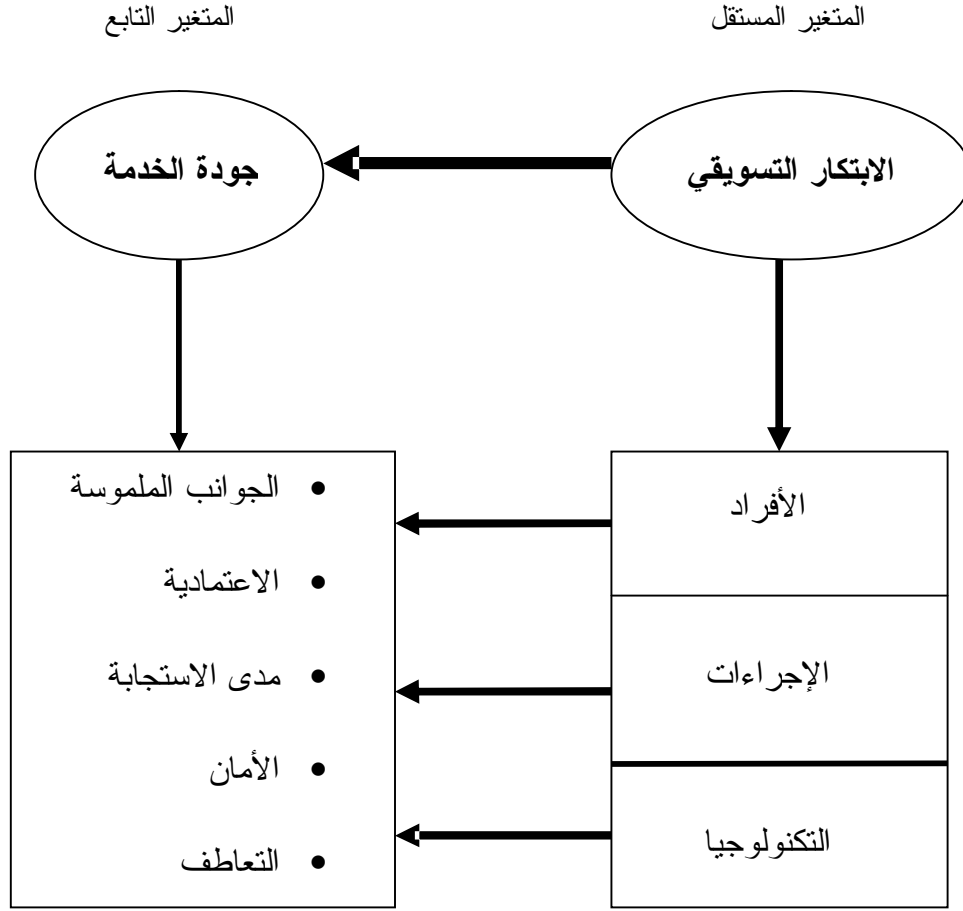 المتغير المستقل
المتغير التابع
الابتكار التسويقي
جودة الخدمة
الأفراد
الإجراءات
التكنولوجيا
• الجوانب الملموسة
• الاعتمادية
• مدى الاستجابة
• الأمان
• التعاطف